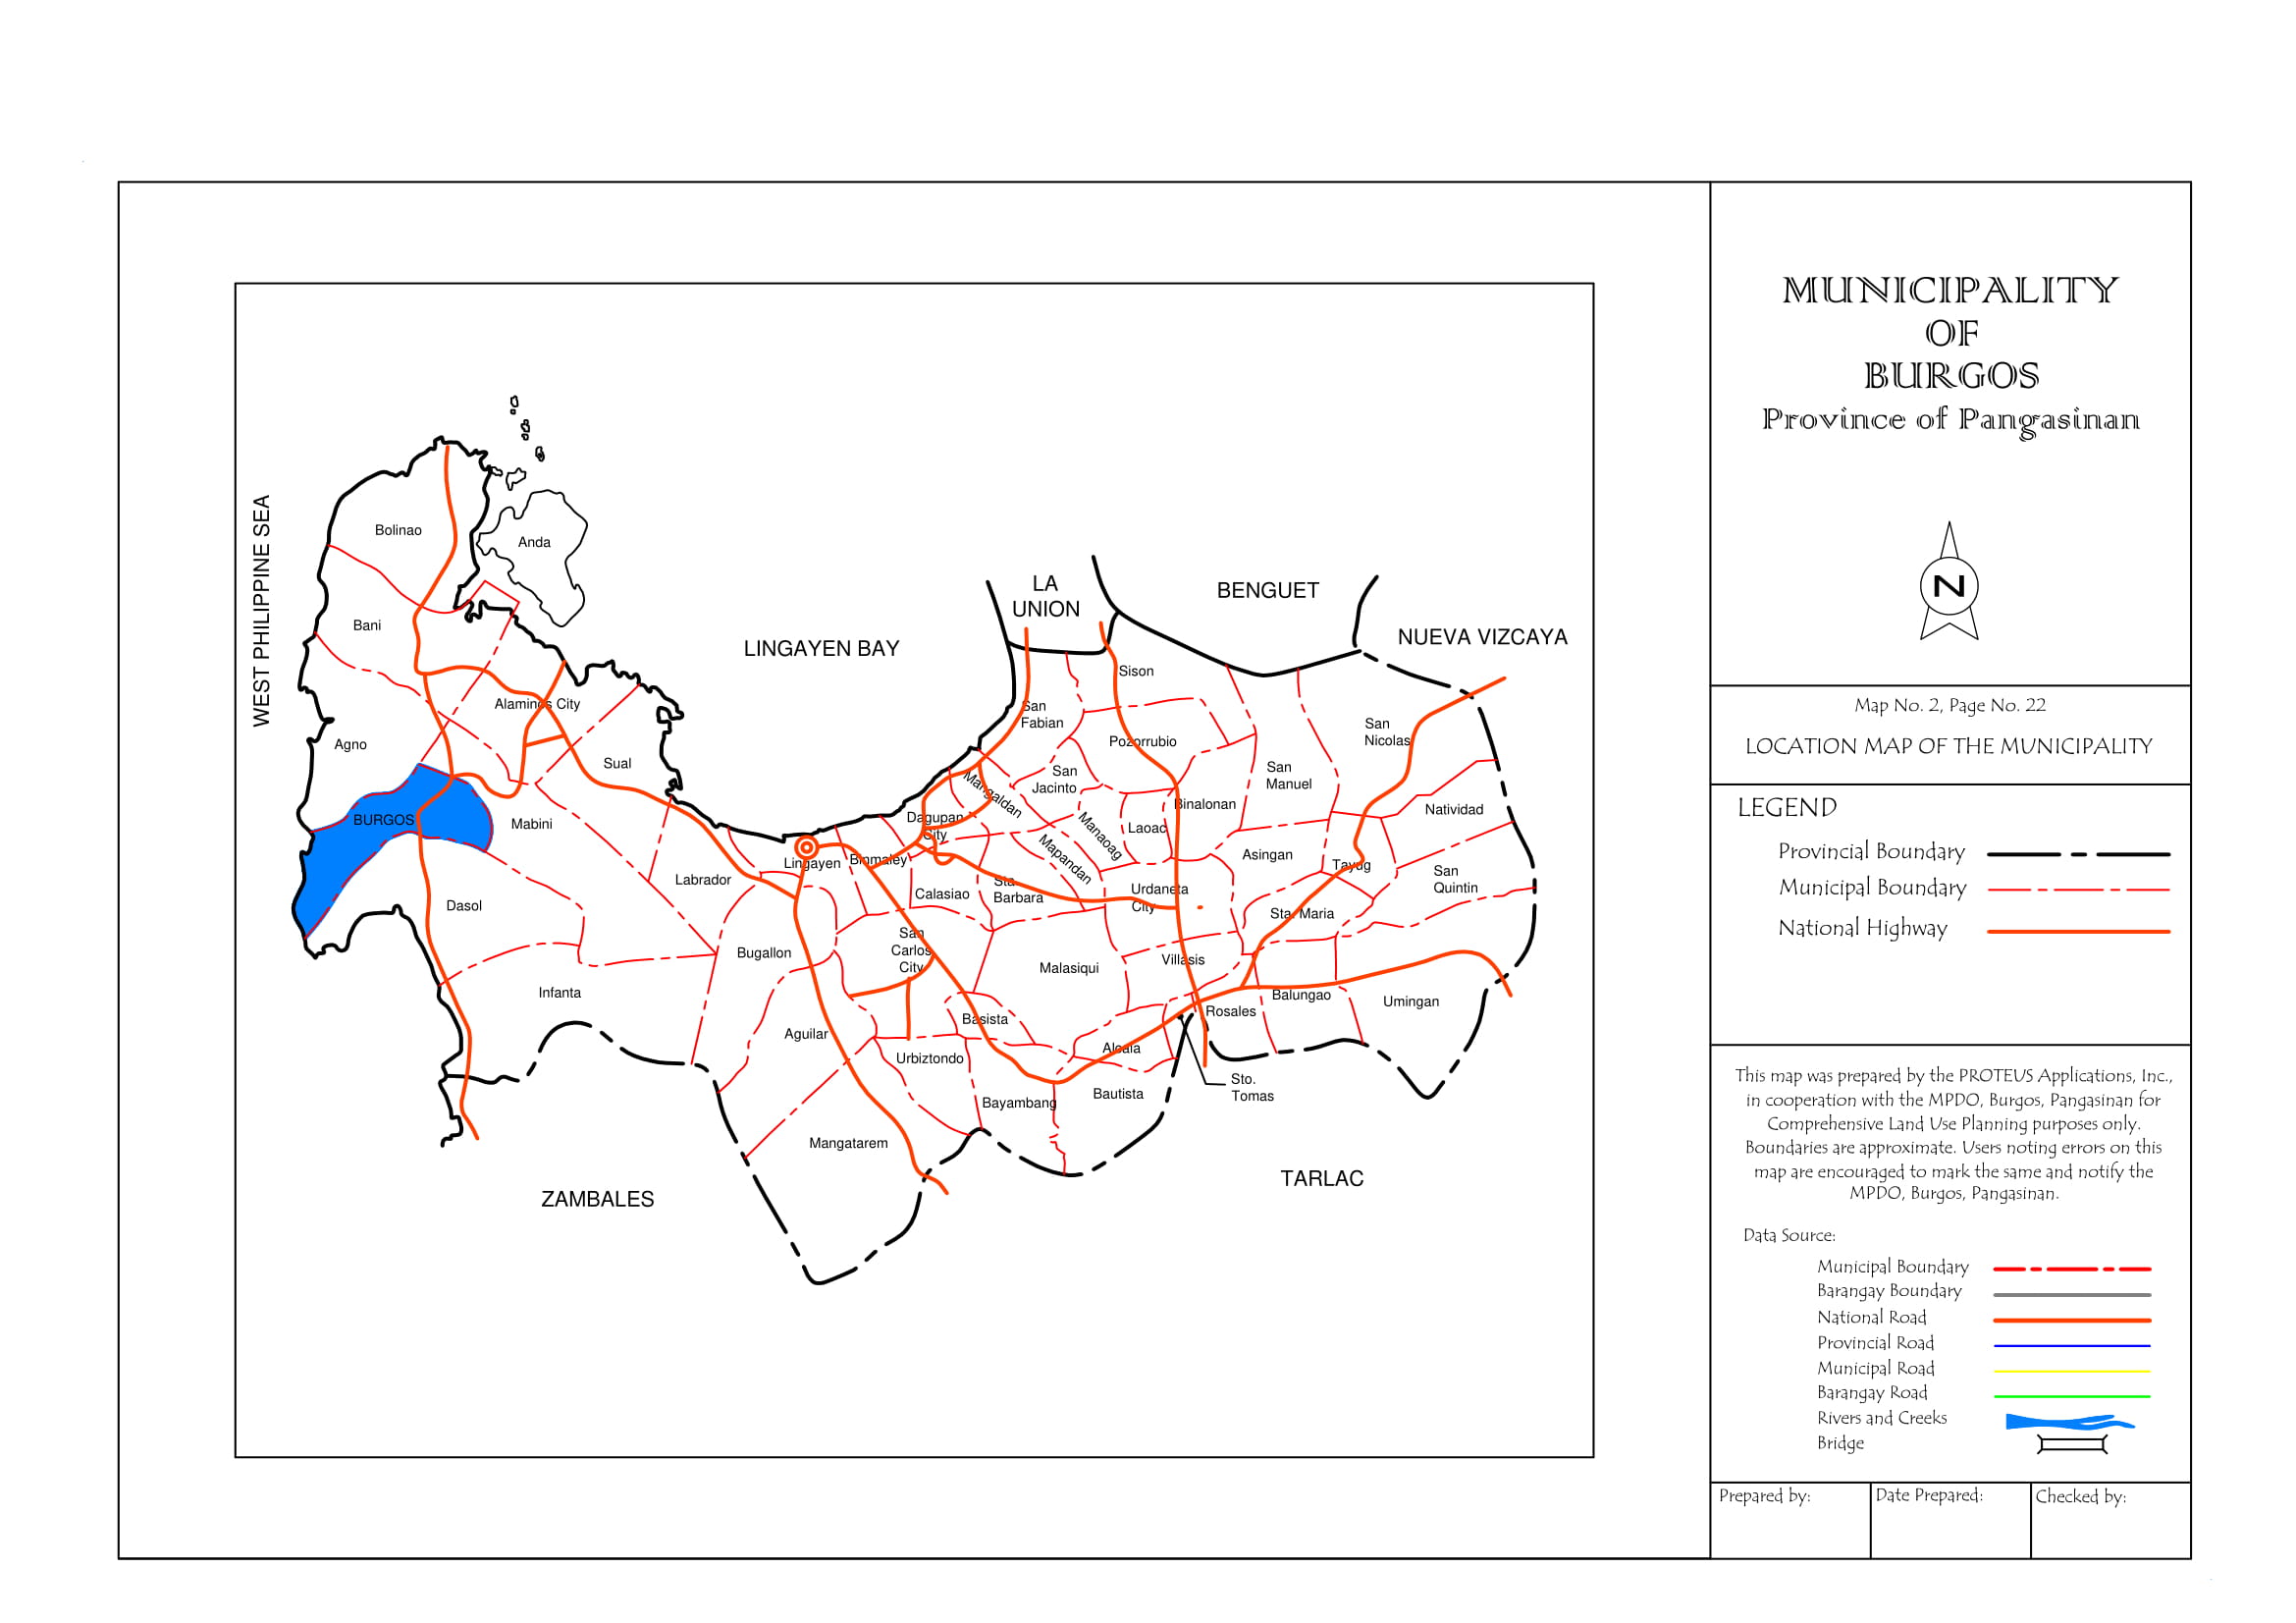 WEST PHILIPPINE SEA
Bolinao
Anda
Bani
LINGAYEN BAY
LA
UNION
BENGUET
NUEVA VIZCAYA
Sison
Alaminos City
San
Fabian
San
Nicolas
Agno
Pozorrubio
Sual
San
Jacinto
San
Manuel
Mangaldan
Binalonan
Natividad
BURGOS
Mabini
Dagupan
City
Manaoag
Laoac
Mapandan
Asingan
Tayug
Lingayen
Binmaley
Labrador
Calasiao
Sta.
Barbara
Urdaneta
City
San
Quintin
Dasol
Sta. Maria
San
Carlos
City
Bugallon
Malasiqui
Villasis
Infanta
Balungao
Umingan
Rosales
Basista
Aguilar
Urbiztondo
Alcala
Sto.
Tomas
Bautista
Bayambang
Mangatarem
ZAMBALES
TARLAC
MUNICIPALITY
OF
BURGOS
Province of Pangasinan
N
Map No. 2, Page No. 22
LOCATION MAP OF THE MUNICIPALITY
LEGEND
Provincial Boundary
Municipal Boundary
National Highway
This map was prepared by the PROTEUS Applications, Inc.,
in cooperation with the MPDO, Burgos, Pangasinan for
Comprehensive Land Use Planning purposes only.
Boundaries are approximate. Users noting errors on this
map are encouraged to mark the same and notify the
MPDO, Burgos, Pangasinan.
Data Source:
Municipal Boundary
Barangay Boundary
National Road
Provincial Road
Municipal Road
Barangay Road
Rivers and Creeks
Bridge
Prepared by:
Date Prepared:
Checked by: